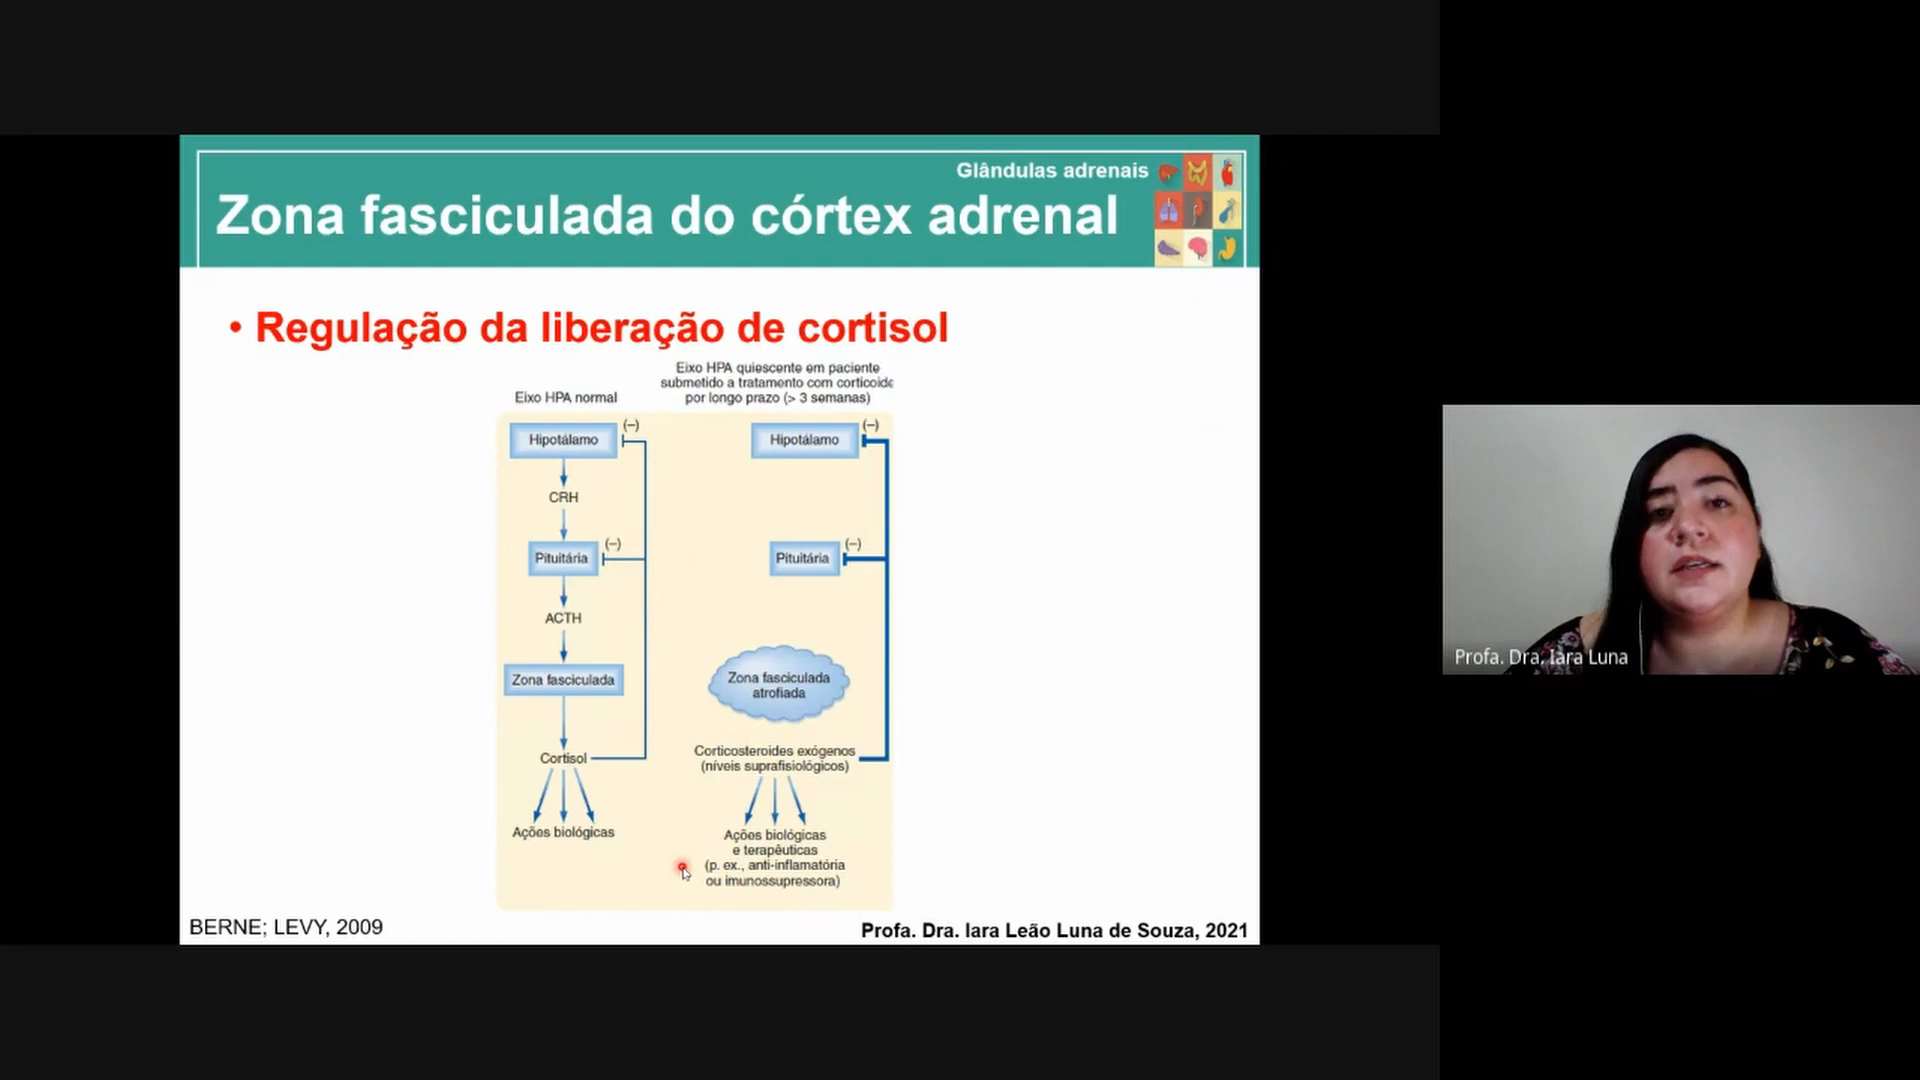 Glândulas adrenais
Zona fasciculada do córtex adrenal
• Regulação da liberação de cortisol
Eixo HPA normal
Hipotálamo
(–)
CRH
Pituitária
(–)
ACTH
Zona fasciculada
Cortisol
Ações biológicas
Eixo HPA quiescente em paciente
submetido a tratamento com corticoide
por longo prazo (> 3 semanas)
Hipotálamo
(–)
Pituitária
(–)
Zona fasciculada
atrofiada
Corticosteroides exógenos
(níveis suprafisiológicos)
Ações biológicas
e terapêuticas
(p. ex., anti-inflamatória
ou imunossupressora)
BERNE; LEVY, 2009
Profa. Dra. Iara Leão Luna de Souza, 2021
Profa. Dra. Iara Luna